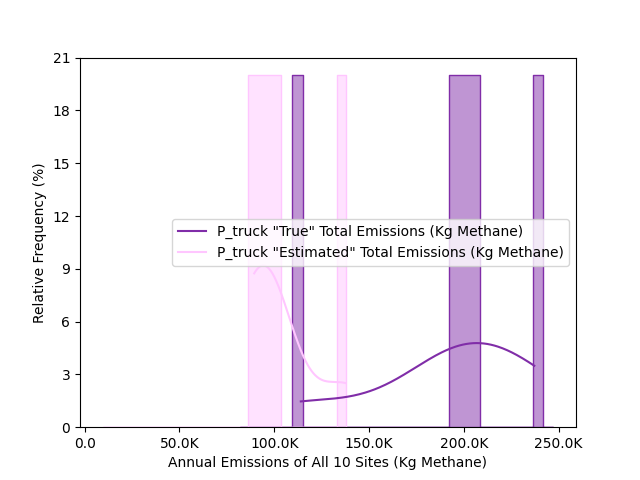 21
18
15
12
9
6
3
0
Relative Frequency (%)
P_truck "True" Total Emissions (Kg Methane)
P_truck "Estimated" Total Emissions (Kg Methane)
0.0 50.0K 100.0K 150.0K 200.0K 250.0K
Annual Emissions of All 10 Sites (Kg Methane)